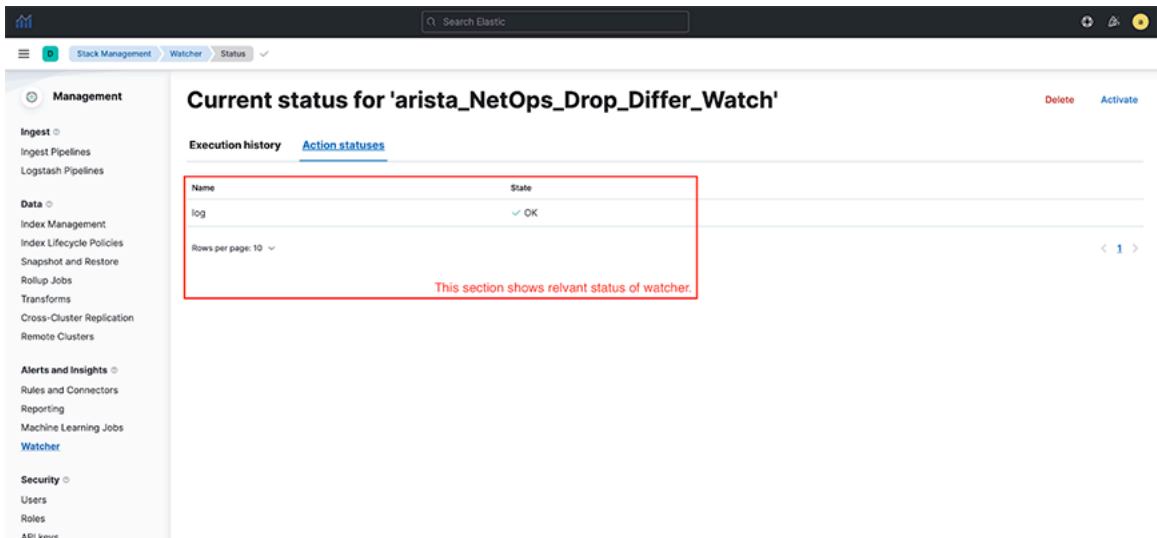 Search Elastic
a
D Stack Management Watcher Status
Management
Ingest
Ingest Pipelines
Logstash Pipelines
Data
Index Management
Index Lifecycle Policies
Snapshot and Restore
Rollup Jobs
Transforms
Cross-Cluster Replication
Remote Clusters
Alerts and Insights
Rules and Connectors
Reporting
Machine Learning Jobs
Watcher
Security
Users
Roles
API keys
Current status for 'arista_NetOps_Drop_Differ_Watch'
Delete Activate
Execution history Action statuses
Name State
log OK
Rows per page: 10
< 1 >
This section shows relvant status of watcher.